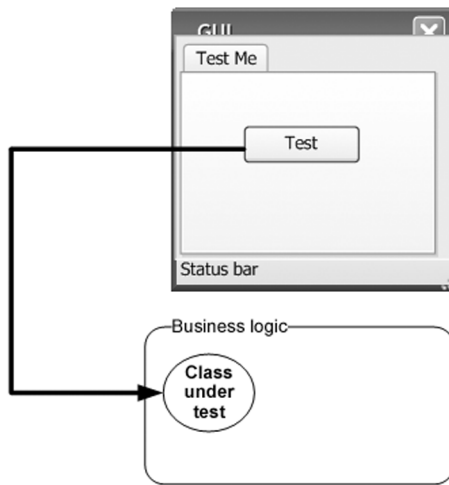 GUI
Test Me
Test
Status bar
Business logic
Class
under
test